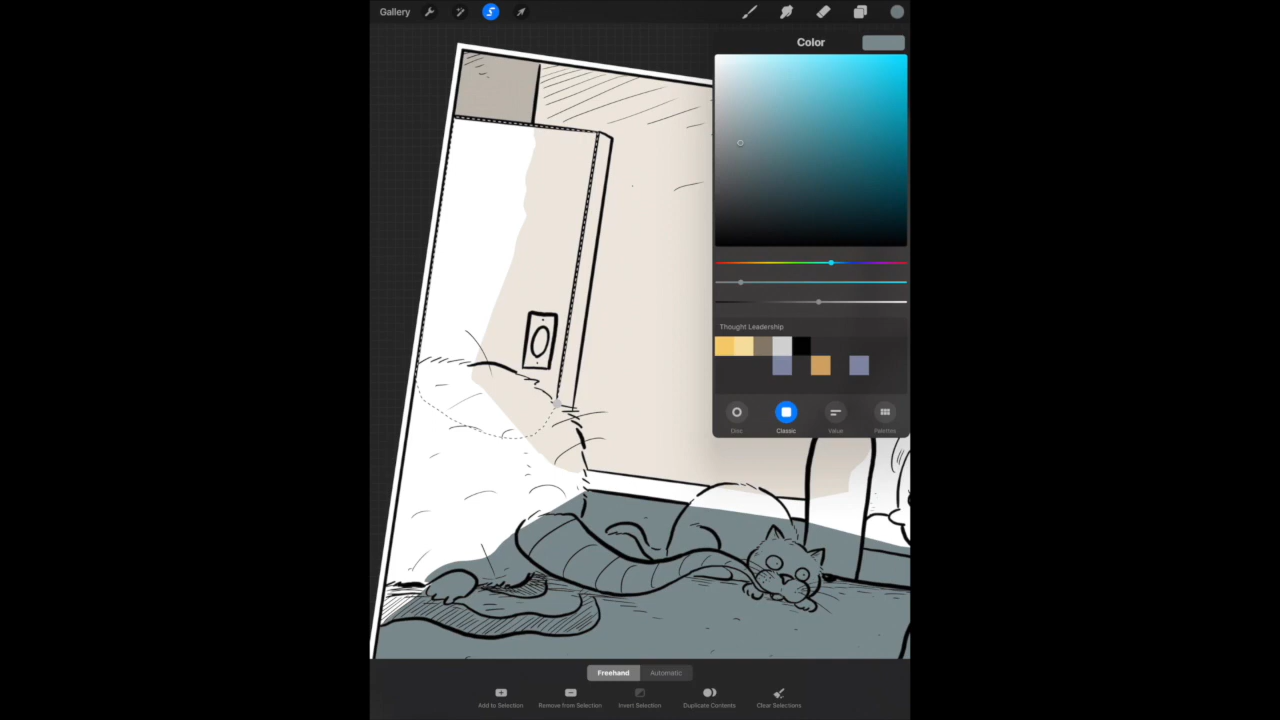 Gallery
Color
Thought Leadership
Disc
Classic
Value
Palettes
Freehand
Automatic
Add to Selection
Remove from Selection
Invert Selection
Duplicate Contents
Clear Selections